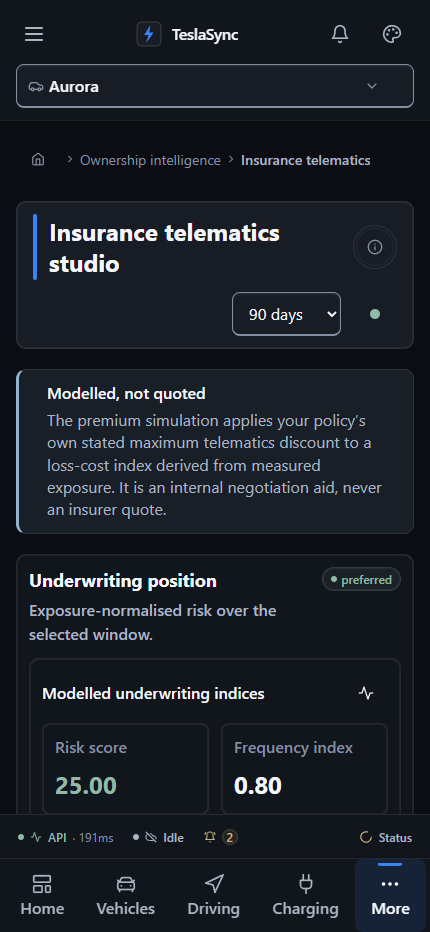 TeslaSync
Aurora
Ownership intelligence
Insurance telematics
Insurance telematics
studio
90 days
Modelled, not quoted
The premium simulation applies your policy's
own stated maximum telematics discount to a
loss-cost index derived from measured
exposure. It is an internal negotiation aid, never
an insurer quote.
Underwriting position
preferred
Exposure-normalised risk over the
selected window.
Modelled underwriting indices
Risk score
Frequency index
25.00
0.80
API · 191ms
Idle
2
Status
Home
Vehicles
Driving
Charging
More